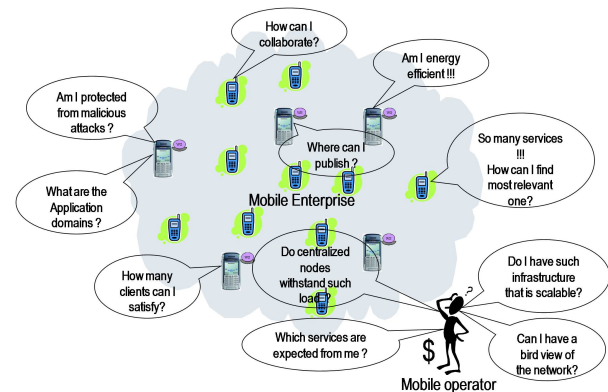 How can I
collaborate?
Am I energy
efficient !!!
Am I protected
from malicious
attacks ?
Where can I
publish ?
So many services
!!!
How can I find
most relevant
one?
What are the
Application
domains ?
Mobile Enterprise
How many
clients can I
satisfy?
Do centralized
nodes
withstand such
load ?
Do I have such
infrastructure
that is scalable?
Which services are
expected from me ?
?
Can I have a
bird view of
the network?
$
Mobile operator